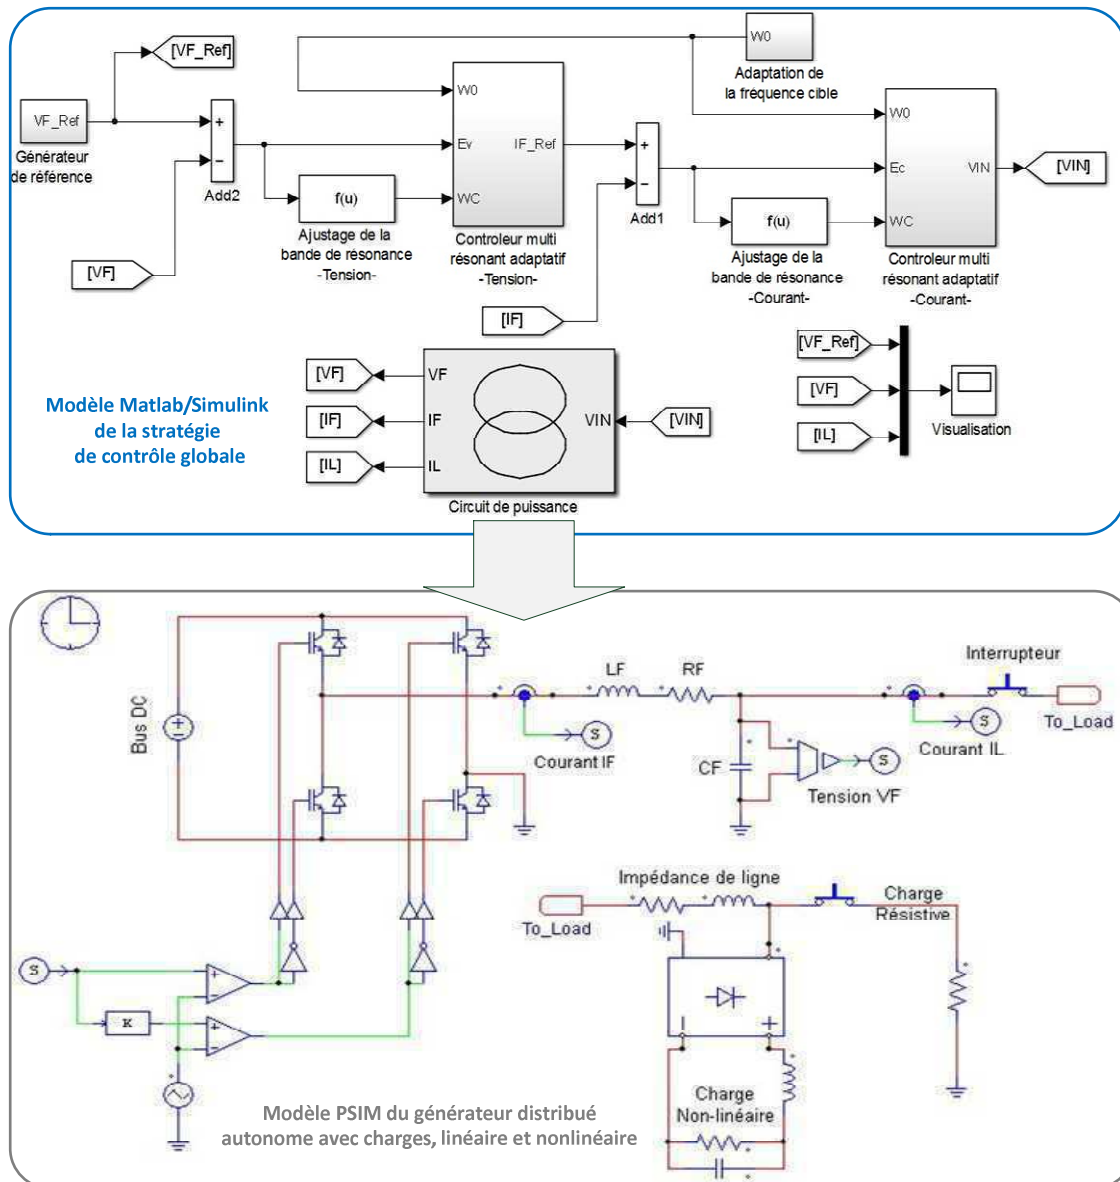 [VF_Ref]
W0
Adaptation de
la frequence cible
VF_Ref
Générateur
de référence
+
−
Add2
W0
Ev
WC
IF_Ref
f(u)
Ajustage de la
bande de résonance
-Tension-
Controleur multi
résonant adaptatif
-Tension-
+
−
Add1
W0
Ec
WC
VIN
[VIN]
f(u)
Ajustage de la
bande de résonance
-Courant-
Controleur multi
résonant adaptatif
-Courant-
[VF]
[IF]
[VF]
[IF]
[IL]
VF
IF
IL
VIN
[VIN]
Circuit de puissance
[VF_Ref]
[VF]
[IL]
Visualisation
Modèle Matlab/Simulink
de la stratégie
de contrôle globale
Bus DC
Courant IF
S
LF
RF
CF
Tension VF
S
Courant IL
S
Interrupteur
To_Load
Impédance de ligne
To_Load
Charge
Résistive
Charge
Non-linéaire
S
K
Modèle PSIM du générateur distribué
autonome avec charges, linéaire et nonlinéaire